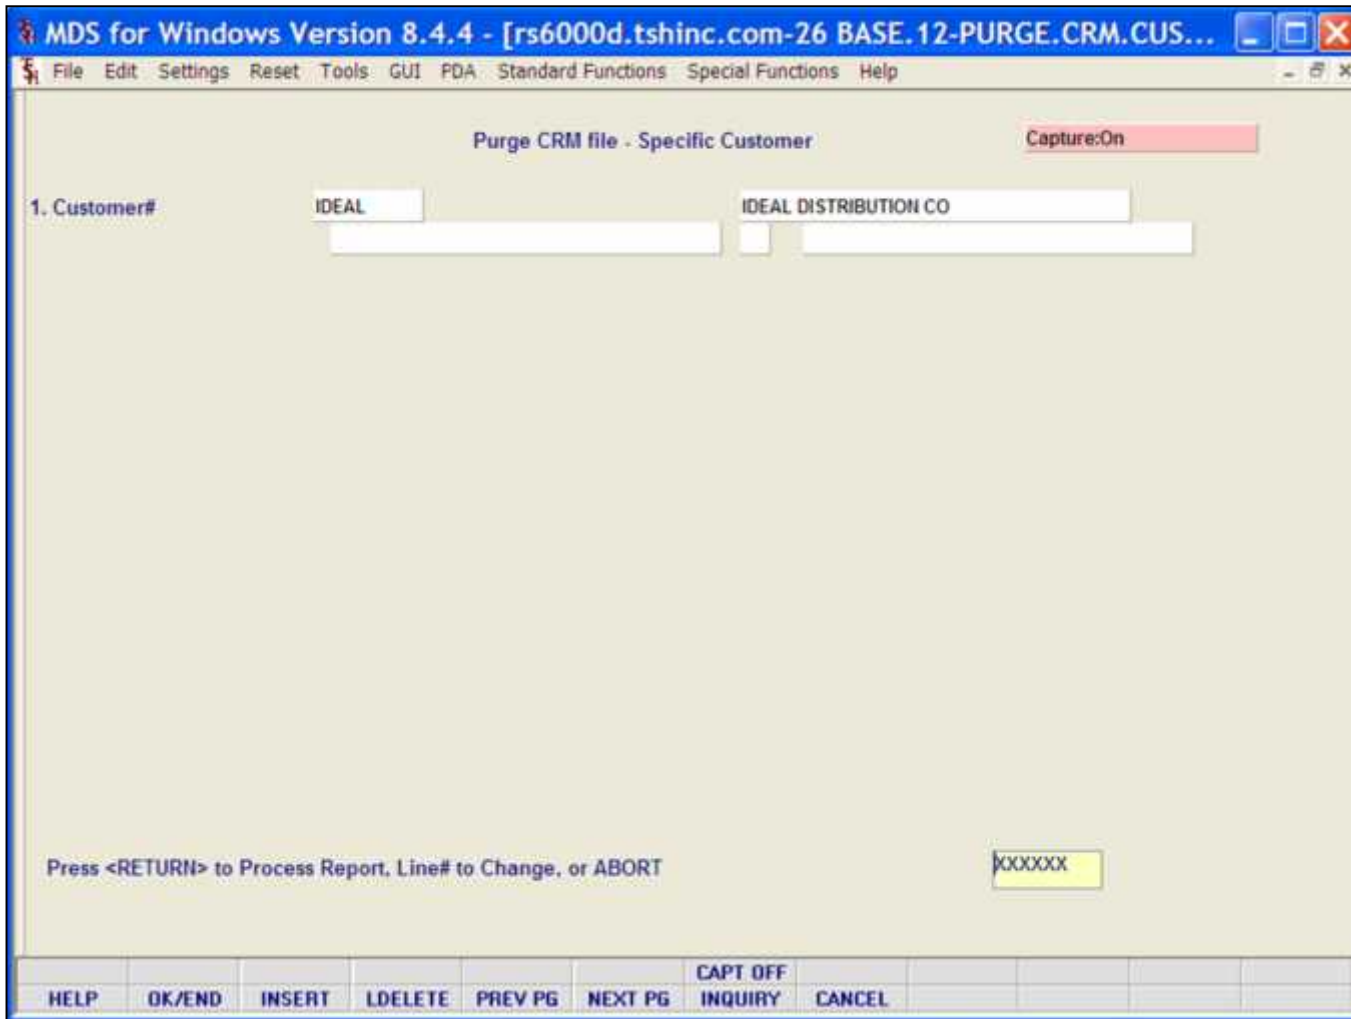 MDS for Windows Version 8.4.4 - [rs6000d.tshinc.com-26 BASE.12-PURGE.CRM.CUS...
File Edit Settings Reset Tools GUI PDA Standard Functions Special Functions Help
Purge CRM file - Specific Customer Capture:On
1. Customer# IDEAL IDEAL DISTRIBUTION CO
Press <RETURN> to Process Report, Line# to Change, or ABORT XXXXXX
CAPT OFF
HELP OK/END INSERT LDELETE PREV PG NEXT PG INQUIRY CANCEL